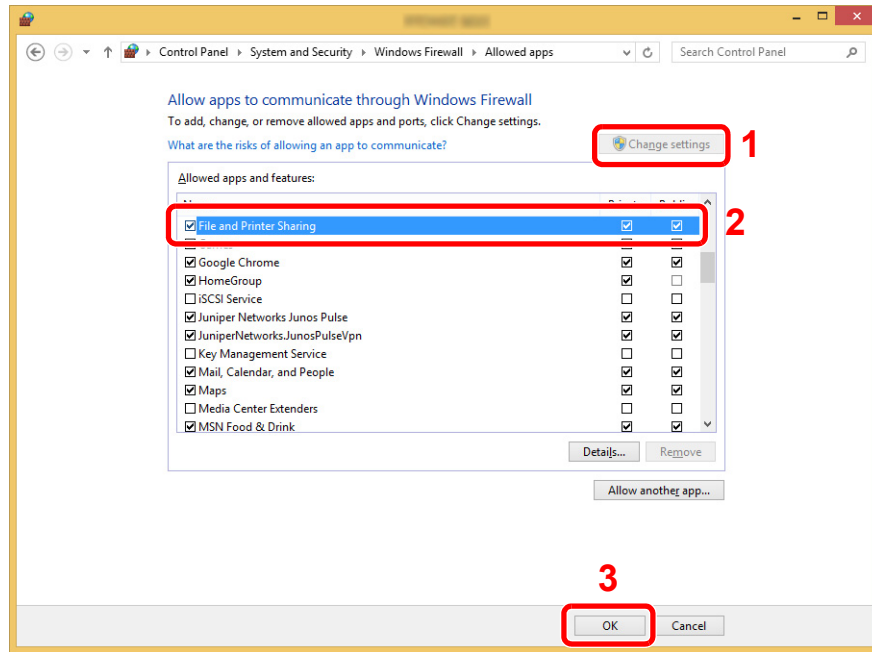 Control Panel System and Security Windows Firewall Allowed apps Search Control Panel
Allow apps to communicate through Windows Firewall
To add, change, or remove allowed apps and ports, click Change settings.
What are the risks of allowing an app to communicate? Change settings 1
Allowed apps and features:
File and Printer Sharing 2
Google Chrome
HomeGroup
iSCSI Service
Juniper Networks Junos Pulse
JuniperNetworks.JunosPulseVpn
Key Management Service
Mail, Calendar, and People
Maps
Media Center Extenders
MSN Food & Drink
Details... Remove
Allow another app...
3
OK Cancel